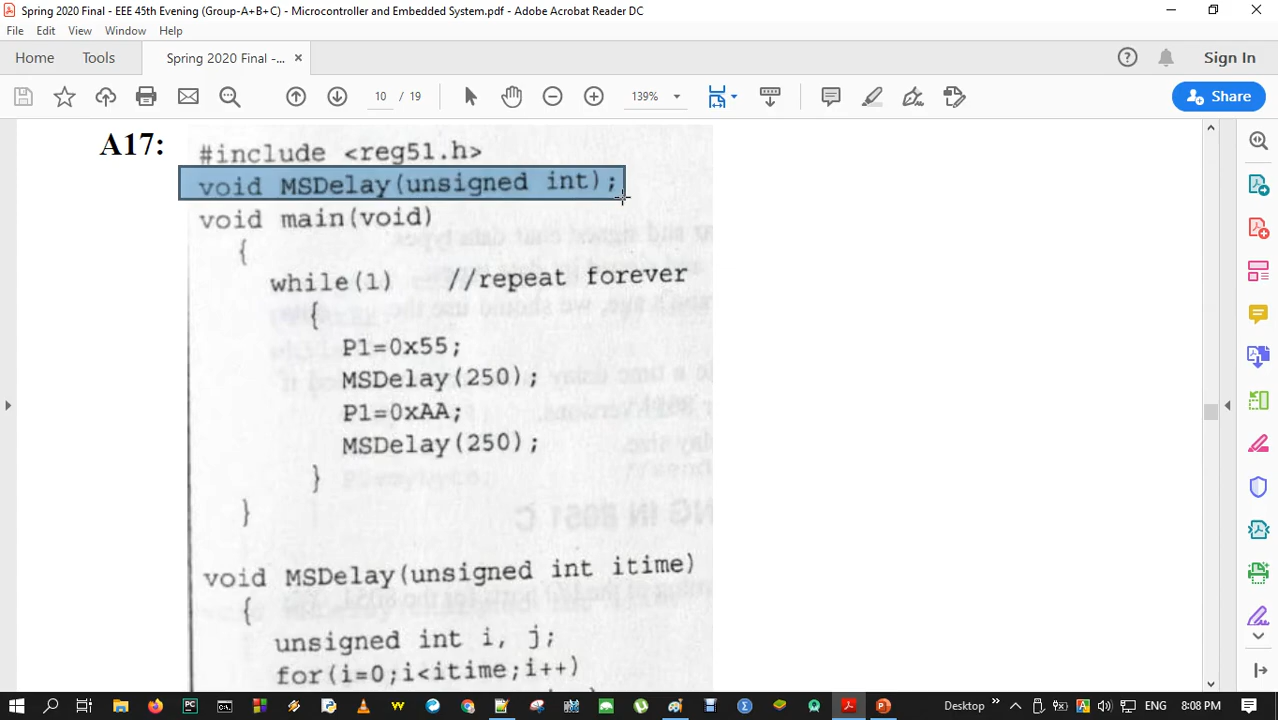 Spring 2020 Final - EEE 45th Evening (Group-A+B+C) - Microcontroller and Embedded System.pdf - Adobe Acrobat Reader DC
File Edit View Window Help
Home Tools Spring 2020 Final -... × Sign In
10 / 19 139% Share
A17:
#include <reg51.h>
void MSDelay(unsigned int);
void main(void)
{
while(1) //repeat forever
{
P1=0x55;
MSDelay(250);
P1=0xAA;
MSDelay(250);
}
}
void MSDelay(unsigned int itime)
{
unsigned int i, j;
for(i=0;i<itime;i++)
Desktop » ENG 8:08 PM